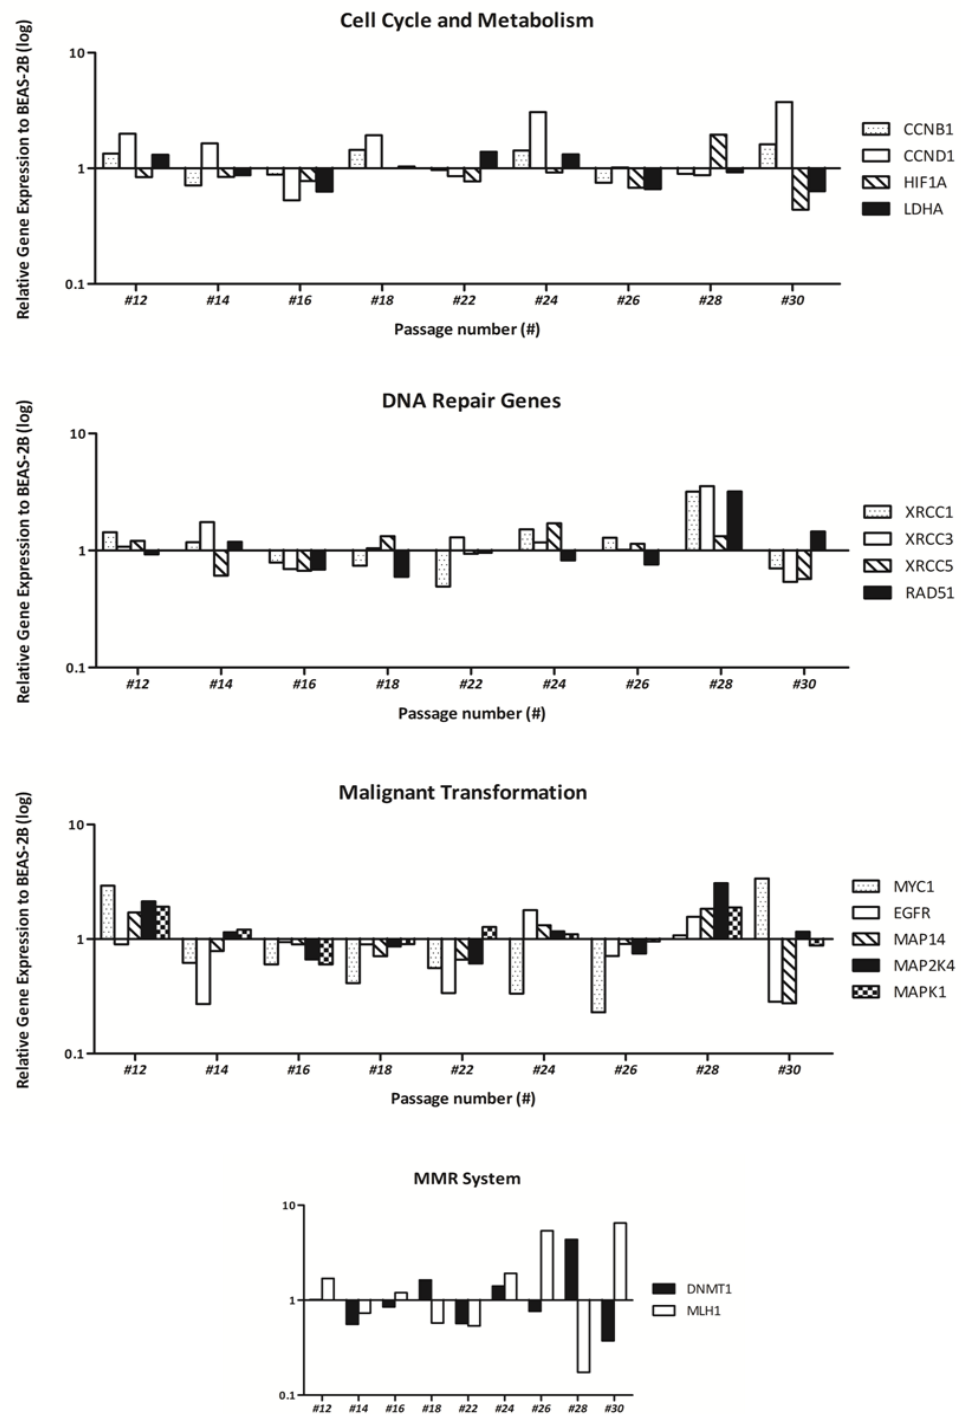 Cell Cycle and Metabolism
Relative Gene Expression to BEAS-2B (log)
10
1
0.1
#12 #14 #16 #18 #22 #24 #26 #28 #30
Passage number (#)
CCNB1
CCND1
HIF1A
LDHA
DNA Repair Genes
Relative Gene Expression to BEAS-2B (log)
10
1
0.1
#12 #14 #16 #18 #22 #24 #26 #28 #30
Passage number (#)
XRCC1
XRCC3
XRCC5
RAD51
Malignant Transformation
Relative Gene Expression to BEAS-2B (log)
10
1
0.1
#12 #14 #16 #18 #22 #24 #26 #28 #30
Passage number (#)
MYC1
EGFR
MAP14
MAP2K4
MAPK1
MMR System
10
1
0.1
#12 #14 #16 #18 #22 #24 #26 #28 #30
DNMT1
MLH1